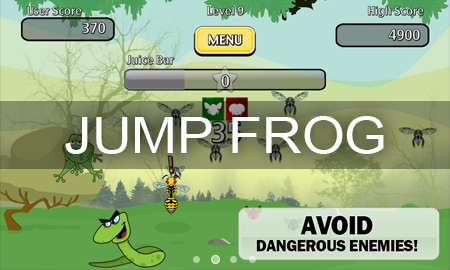 User Score
Level 9
High Score
370
MENU
4900
Juice Bar
0
JUMP FROG
AVOID
DANGEROUS ENEMIES!